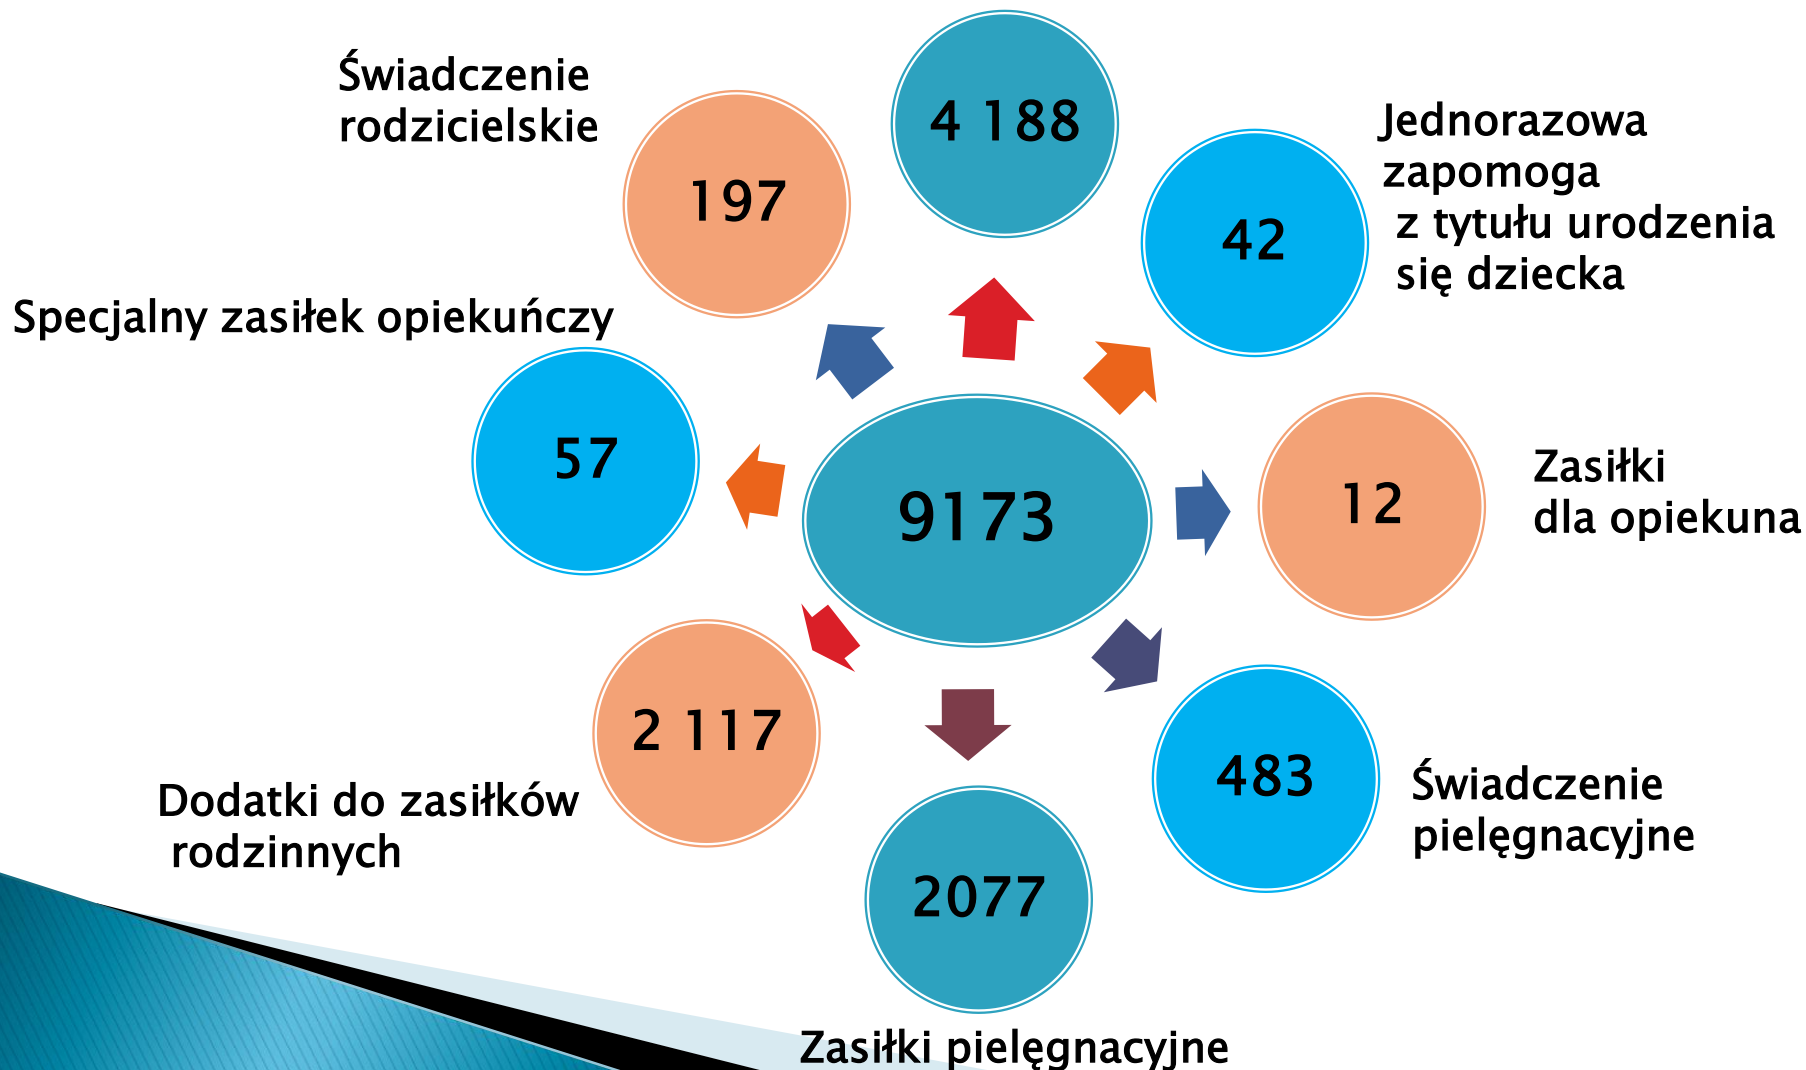 4 188
Świadczenie
rodzicielskie
197
Jednorazowa
zapomoga
z tytułu urodzenia
się dziecka
42
Specjalny zasiłek opiekuńczy
57
9173
12
Zasiłki
dla opiekuna
2 117
Dodatki do zasiłków
rodzinnych
483
Świadczenie
pielęgnacyjne
2077
Zasiłki pielęgnacyjne